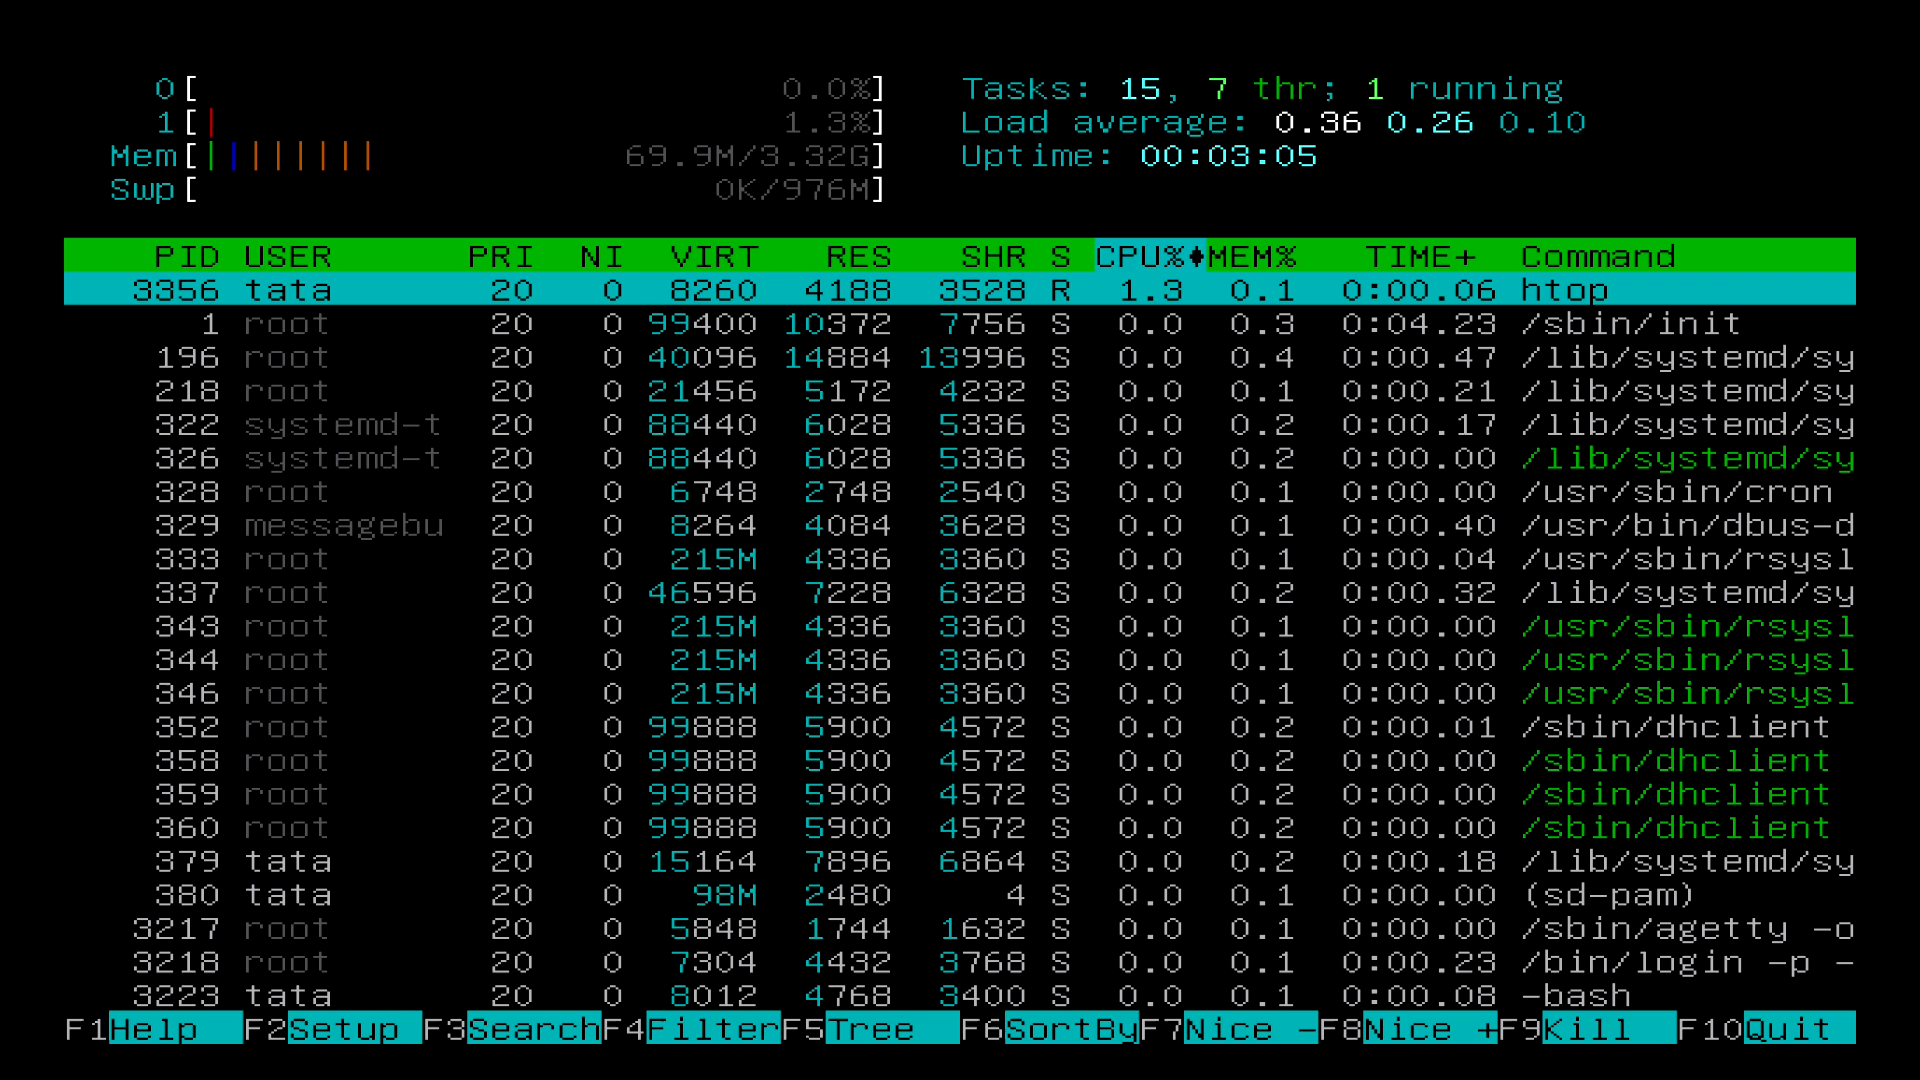 0[ 0.0%] Tasks: 15, 7 thr; 1 running
1[| 1.3%] Load average: 0.36 0.26 0.10
Mem[|||||||| 69.9M/3.32G] Uptime: 00:03:05
Swp[ 0K/976M]
PID USER PRI NI VIRT RES SHR S CPU%♦MEM% TIME+ Command
3356 tata 20 0 8260 4188 3528 R 1.3 0.1 0:00.06 htop
1 root 20 0 99400 10372 7756 S 0.0 0.3 0:04.23 /sbin/init
196 root 20 0 40096 14884 13996 S 0.0 0.4 0:00.47 /lib/systemd/sy
218 root 20 0 21456 5172 4232 S 0.0 0.1 0:00.21 /lib/systemd/sy
322 systemd-t 20 0 88440 6028 5336 S 0.0 0.2 0:00.17 /lib/systemd/sy
326 systemd-t 20 0 88440 6028 5336 S 0.0 0.2 0:00.00 /lib/systemd/sy
328 root 20 0 6748 2748 2540 S 0.0 0.1 0:00.00 /usr/sbin/cron
329 messagebu 20 0 8264 4084 3628 S 0.0 0.1 0:00.40 /usr/bin/dbus-d
333 root 20 0 215M 4336 3360 S 0.0 0.1 0:00.04 /usr/sbin/rsysl
337 root 20 0 46596 7228 6328 S 0.0 0.2 0:00.32 /lib/systemd/sy
343 root 20 0 215M 4336 3360 S 0.0 0.1 0:00.00 /usr/sbin/rsysl
344 root 20 0 215M 4336 3360 S 0.0 0.1 0:00.00 /usr/sbin/rsysl
346 root 20 0 215M 4336 3360 S 0.0 0.1 0:00.00 /usr/sbin/rsysl
352 root 20 0 99888 5900 4572 S 0.0 0.2 0:00.01 /sbin/dhclient
358 root 20 0 99888 5900 4572 S 0.0 0.2 0:00.00 /sbin/dhclient
359 root 20 0 99888 5900 4572 S 0.0 0.2 0:00.00 /sbin/dhclient
360 root 20 0 99888 5900 4572 S 0.0 0.2 0:00.00 /sbin/dhclient
379 tata 20 0 15164 7896 6864 S 0.0 0.2 0:00.18 /lib/systemd/sy
380 tata 20 0 98M 2480 4 S 0.0 0.1 0:00.00 (sd-pam)
3217 root 20 0 5848 1744 1632 S 0.0 0.1 0:00.00 /sbin/agetty -o
3218 root 20 0 7304 4432 3768 S 0.0 0.1 0:00.23 /bin/login -p -
3223 tata 20 0 8012 4768 3400 S 0.0 0.1 0:00.08 -bash
F1Help F2Setup F3SearchF4FilterF5Tree F6SortByF7Nice -F8Nice +F9Kill F10Quit